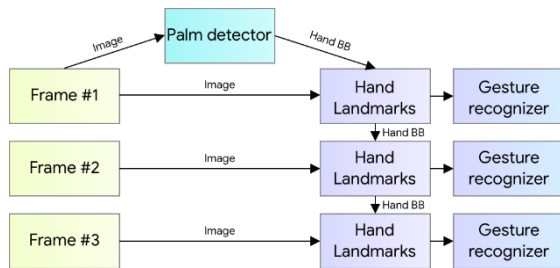 Palm detector
Image
Hand BB
Frame #1
Image
Hand
Landmarks
Gesture
recognizer
Hand BB
Frame #2
Image
Hand
Landmarks
Gesture
recognizer
Hand BB
Frame #3
Image
Hand
Landmarks
Gesture
recognizer